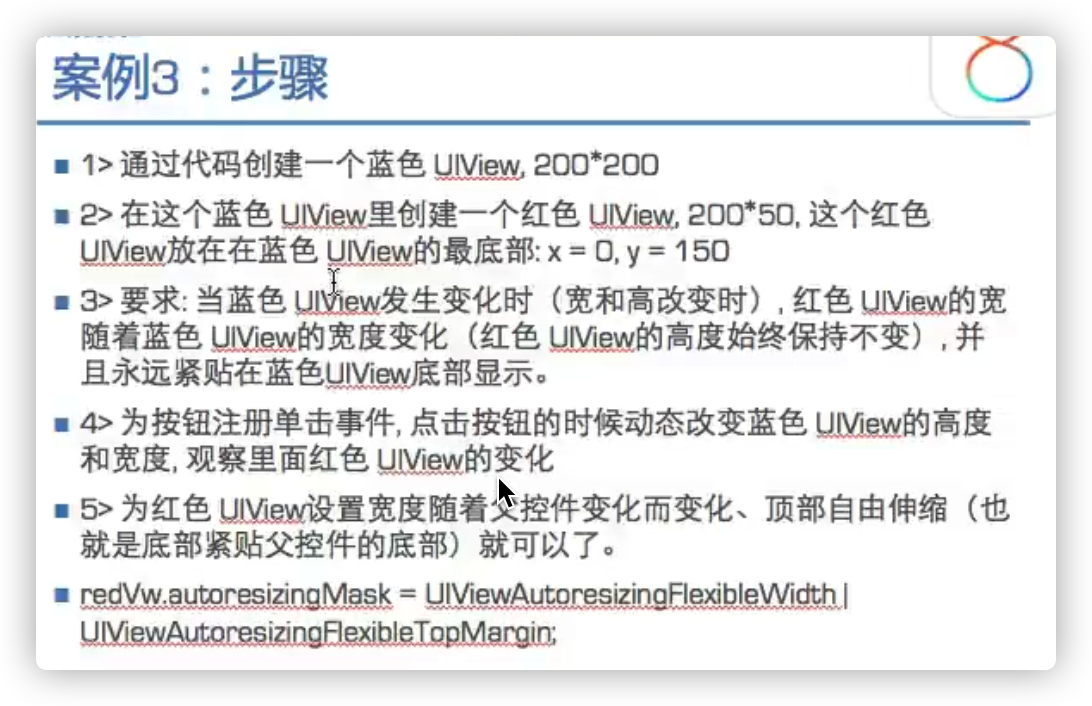 案例3：步骤
1> 通过代码创建一个蓝色 UIView, 200*200
2> 在这个蓝色 UIView里创建一个红色 UIView, 200*50, 这个红色
UIView放在在蓝色 UIView的最底部: x = 0, y = 150
3> 要求: 当蓝色 UIView发生变化时（宽和高改变时）, 红色 UIView的宽
随着蓝色 UIView的宽度变化（红色 UIView的高度始终保持不变）, 并
且永远紧贴在蓝色UIView底部显示。
4> 为按钮注册单击事件, 点击按钮的时候动态改变蓝色 UIView的高度
和宽度, 观察里面红色 UIView的变化
5> 为红色 UIView设置宽度随着父控件变化而变化、顶部自由伸缩（也
就是底部紧贴父控件的底部）就可以了。
redVw.autoresizingMask = UIViewAutoresizingFlexibleWidth |
UIViewAutoresizingFlexibleTopMargin;
8